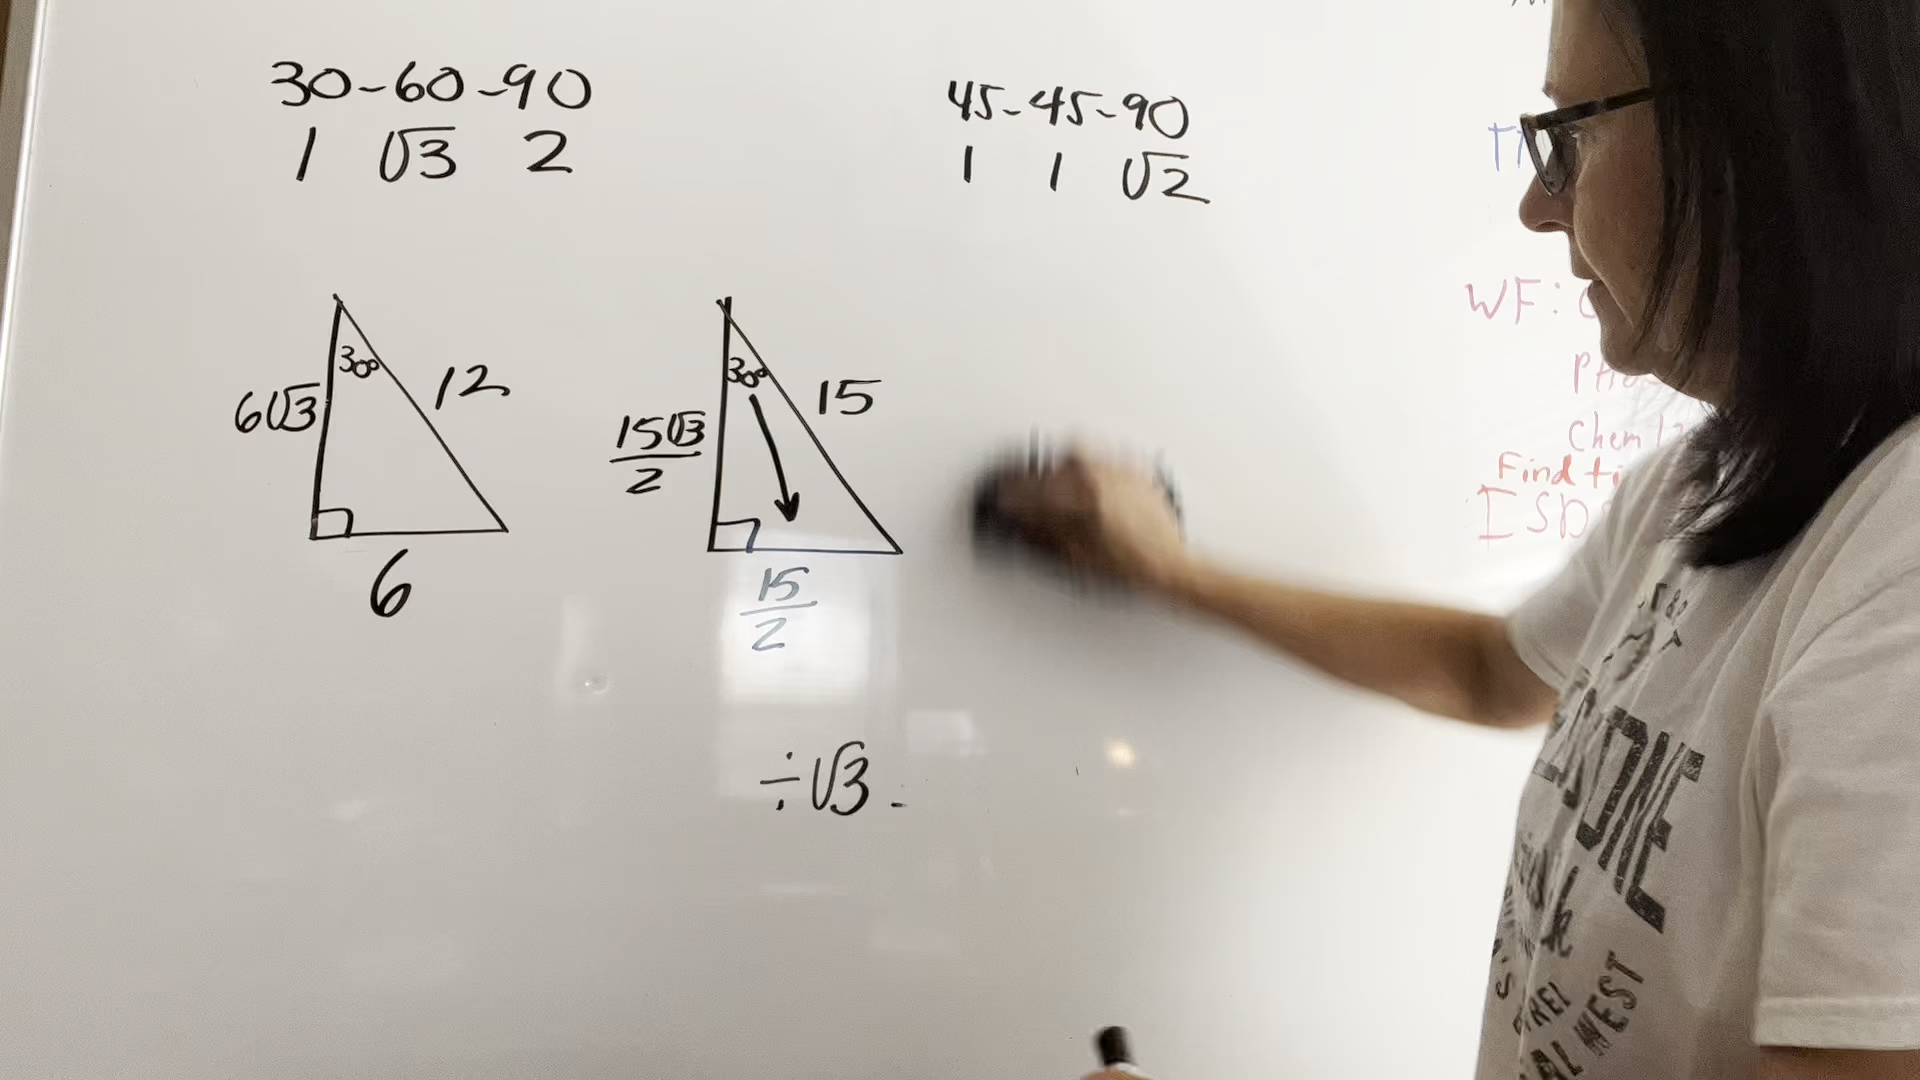 30-60-90
1 √3 2
45-45-90
1 1 √2
30°
6√3
12
6
30°
15√3
2
15
15
2
÷√3
WF:
Chem
Find
WEST